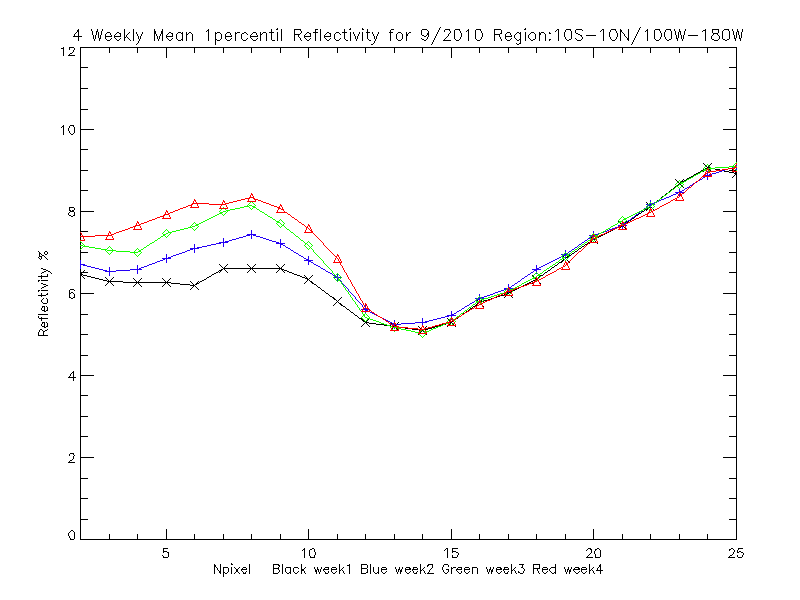 4 Weekly Mean 1percentil Reflectivity for 9/2010 Region:10S-10N/100W-180W
12
10
8
6
4
2
0
Reflectivity %
5 10 15 20 25
Npixel Black week1 Blue week2 Green week3 Red week4